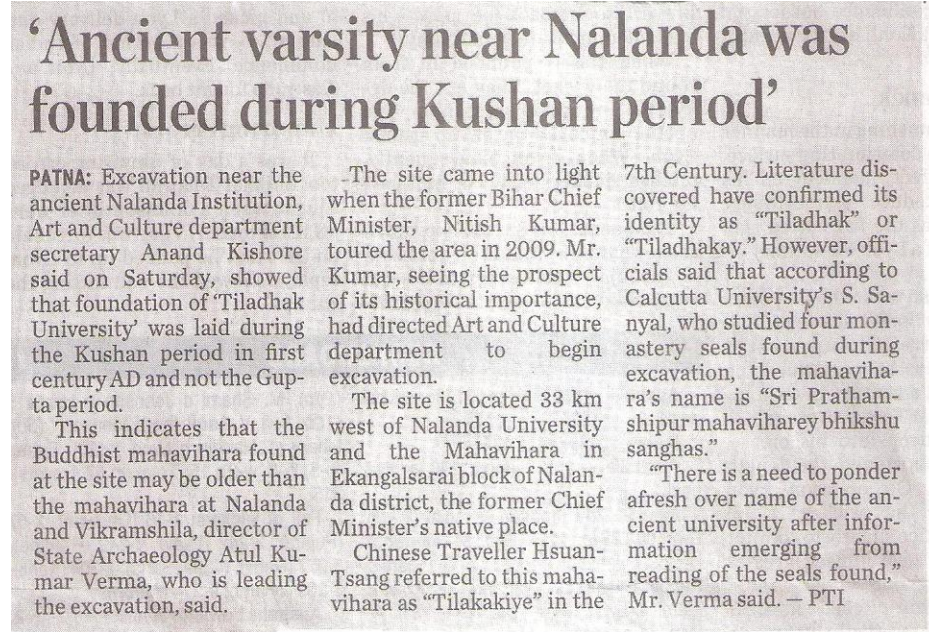 ‘Ancient varsity near Nalanda was
founded during Kushan period’
PATNA: Excavation near the
ancient Nalanda Institution,
Art and Culture department
secretary Anand Kishore
said on Saturday, showed
that foundation of ‘Tiladhak
University’ was laid during
the Kushan period in first
century AD and not the Gup-
ta period.
This indicates that the
Buddhist mahavihara found
at the site may be older than
the mahavihara at Nalanda
and Vikramshila, director of
State Archaeology Atul Ku-
mar Verma, who is leading
the excavation, said.
The site came into light
when the former Bihar Chief
Minister, Nitish Kumar,
toured the area in 2009. Mr.
Kumar, seeing the prospect
of its historical importance,
had directed Art and Culture
department to begin
excavation.
The site is located 33 km
west of Nalanda University
and the Mahavihara in
Ekangalsarai block of Nalan-
da district, the former Chief
Minister’s native place.
Chinese Traveller Hsuan-
Tsang referred to this maha-
vihara as “Tilakakiye” in the
7th Century. Literature dis-
covered have confirmed its
identity as “Tiladhak” or
“Tiladhakay.” However, offi-
cials said that according to
Calcutta University’s S. Sa-
nyal, who studied four mon-
astery seals found during
excavation, the mahaviha-
ra’s name is “Sri Pratham-
shipur mahaviharey bhikshu
sanghas.”
“There is a need to ponder
afresh over name of the an-
cient university after infor-
mation emerging from
reading of the seals found,”
Mr. Verma said. — PTI